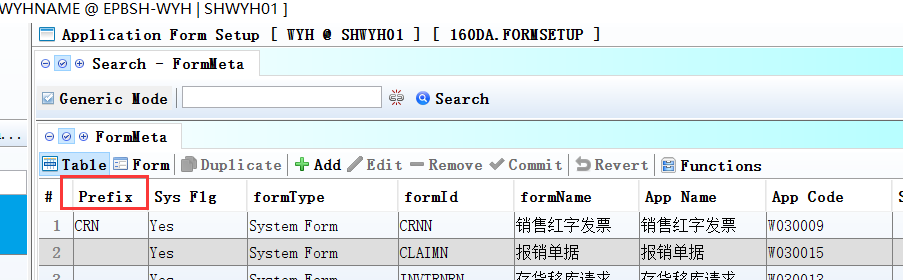 WYHNAME @ EPBSH-WYH | SHWYH01 ]
Application Form Setup [ WYH @ SHWYH01 ] [ 160DA.FORMSETUP ]
Search - FormMeta
Generic Mode Search
...
FormMeta
Table Form Duplicate Add Edit Remove Commit Revert Functions
# Prefix Sys Flg formType formId formName App Name App Code S
1 CRN Yes System Form CRNN 销售红字发票 销售红字发票 W030009
2 Yes System Form CLAIMN 报销单据 报销单据 W030015
3 Yes System Form INVTRNRN 存货移库请求 存货移库请求 W030013